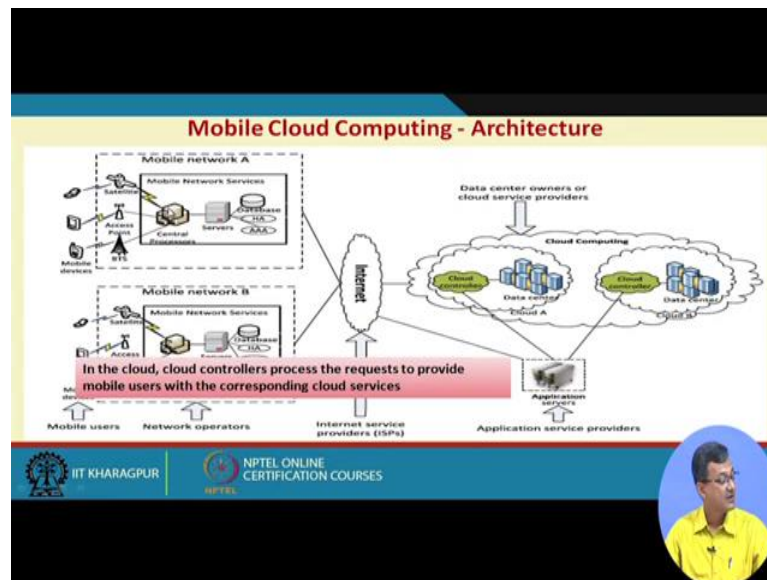 Mobile Cloud Computing - Architecture
Mobile network A
Mobile Network Services
Satellite
Access
Point
BTS
Mobile
devices
Central
Processors
Servers
Database
HA
AAA
Mobile network B
Mobile Network Services
Satellite
Access
Servers
Database
HA
Internet
Data center owners or
cloud service providers
Cloud Computing
Cloud
controller
Data center
Cloud A
Cloud
controller
Data center
Cloud B
In the cloud, cloud controllers process the requests to provide
mobile users with the corresponding cloud services
Application
servers
Mobile users
Network operators
Internet service
providers (ISPs)
Application service providers
IIT KHARAGPUR
NPTEL
NPTEL ONLINE
CERTIFICATION COURSES